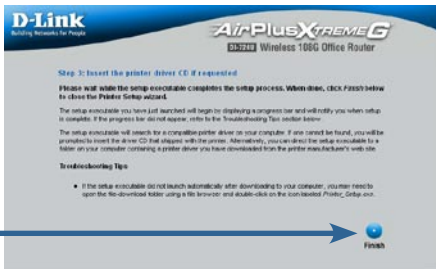 D-Link
Building Networks for People
AirPlus XTREME G
DI-724U Wireless 108G Office Router
Step 3: Insert the printer driver CD if requested
Please wait while the setup executable completes the setup process. When done, click Finish below
to close the Printer Setup wizard.
The setup executable you have just launched will begin by displaying a progress bar and will notify you when setup
is complete. If the progress bar did not appear, refer to the Troubleshooting Tips section below.
The setup executable will search for a compatible printer driver on your computer. If one cannot be found, you will be
prompted to insert the driver CD that shipped with the printer. Alternatively, you can direct the setup executable to a
folder on your computer containing a printer driver you have downloaded from the printer manufacturer's web site.
Troubleshooting Tips
• If the setup executable did not launch automatically after downloading to your computer, you man need to
open the file-download folder using a file browser and double-click on the icon labeled Printer_Setup.exe.
Finish